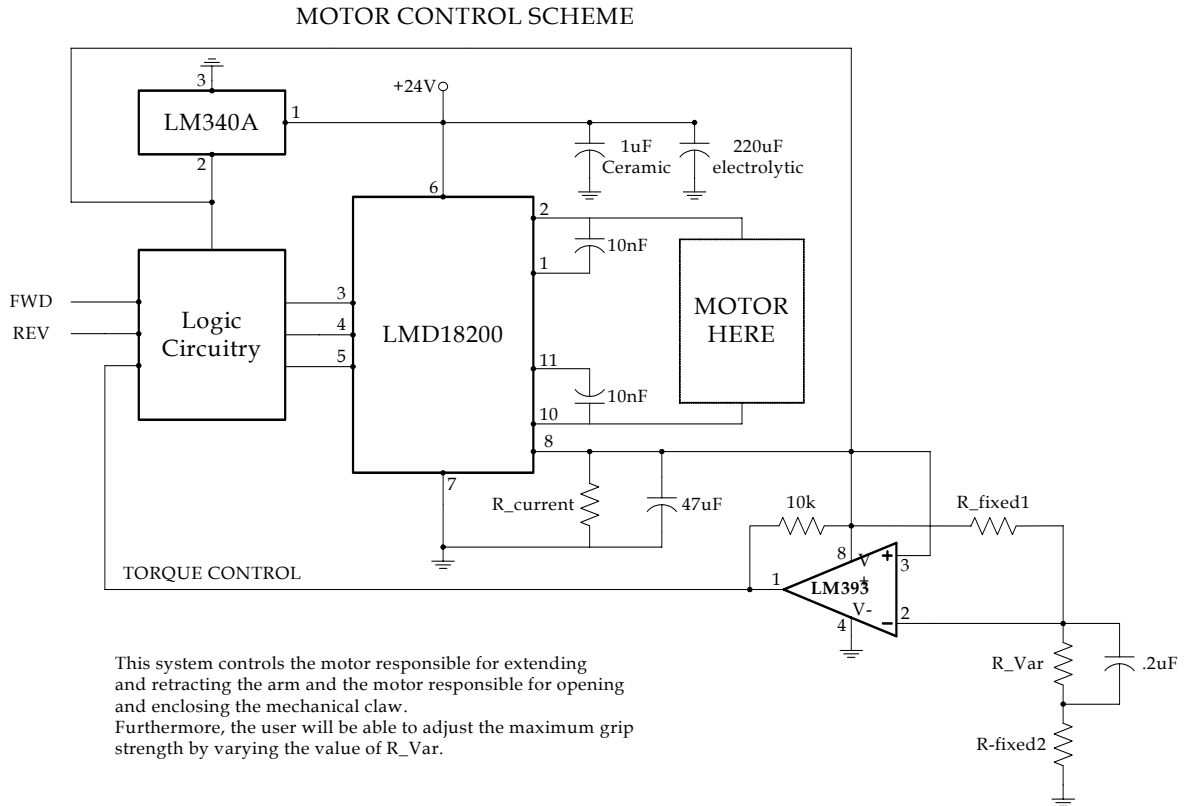 MOTOR CONTROL SCHEME
3
+24V
LM340A
1
2
1uF
Ceramic
220uF
electrolytic
6
2
10nF
1
FWD
REV
Logic
Circuitry
3
4
5
LMD18200
MOTOR
HERE
11
10nF
10
8
7
R_current
47uF
10k
R_fixed1
8
V
+
+
3
TORQUE CONTROL
1
LM393
V-
4
-
2
R_Var
.2uF
R-fixed2
This system controls the motor responsible for extending
and retracting the arm and the motor responsible for opening
and enclosing the mechanical claw.
Furthermore, the user will be able to adjust the maximum grip
strength by varying the value of R_Var.